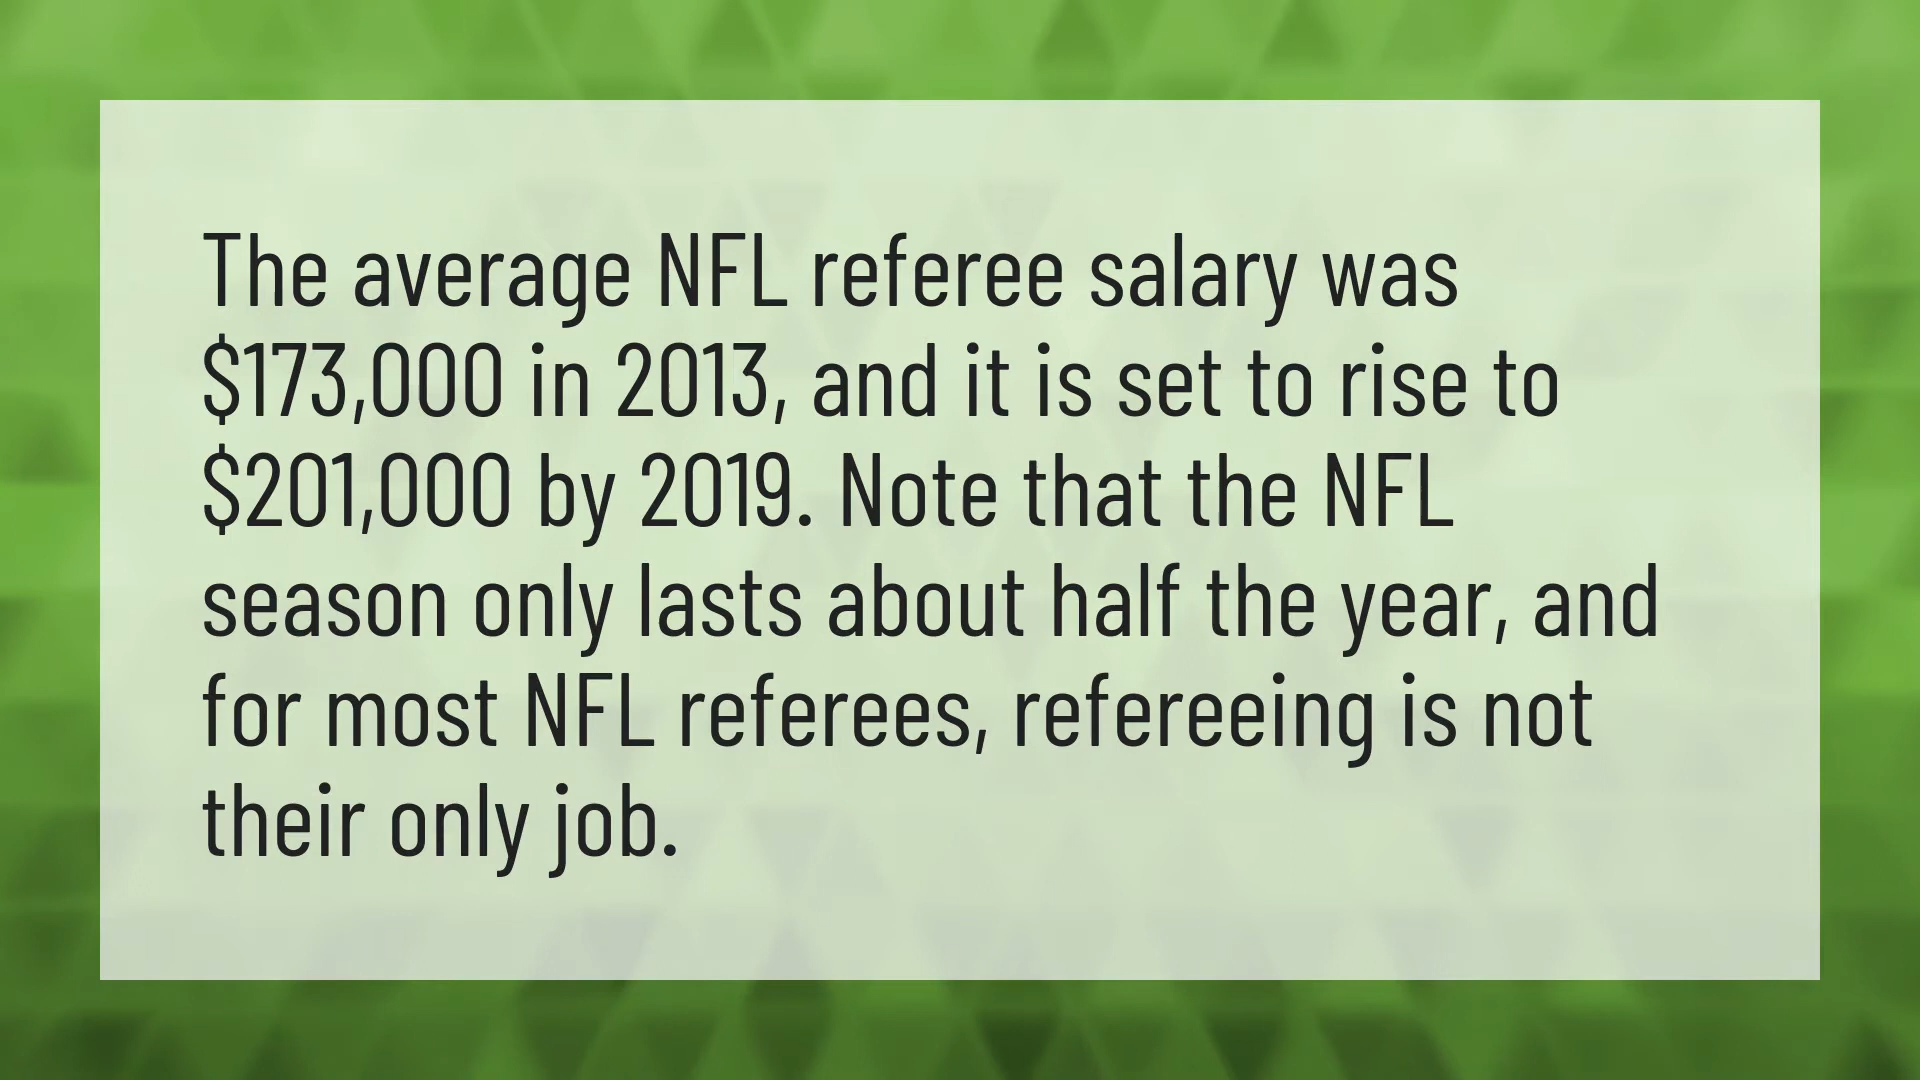 The average NFL referee salary was
$173,000 in 2013, and it is set to rise to
$201,000 by 2019. Note that the NFL
season only lasts about half the year, and
for most NFL referees, refereeing is not
their only job.